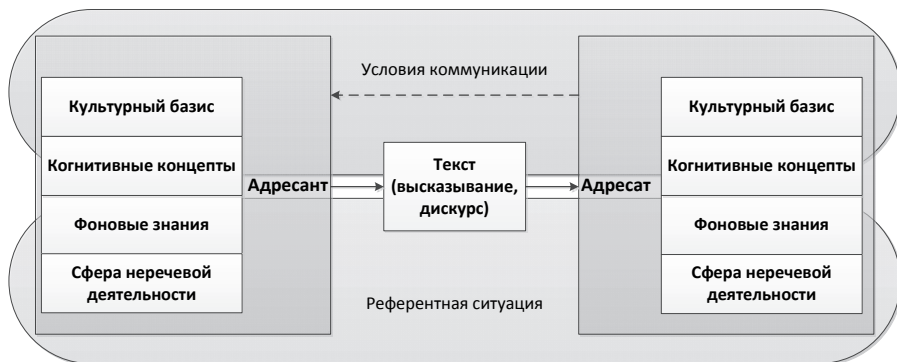 Условия коммуникации
Культурный базис
Когнитивные концепты
Фоновые знания
Сфера неречевой
деятельности
Адресант
Текст
(высказывание,
дискурс)
Адресат
Культурный базис
Когнитивные концепты
Фоновые знания
Сфера неречевой
деятельности
Референтная ситуация